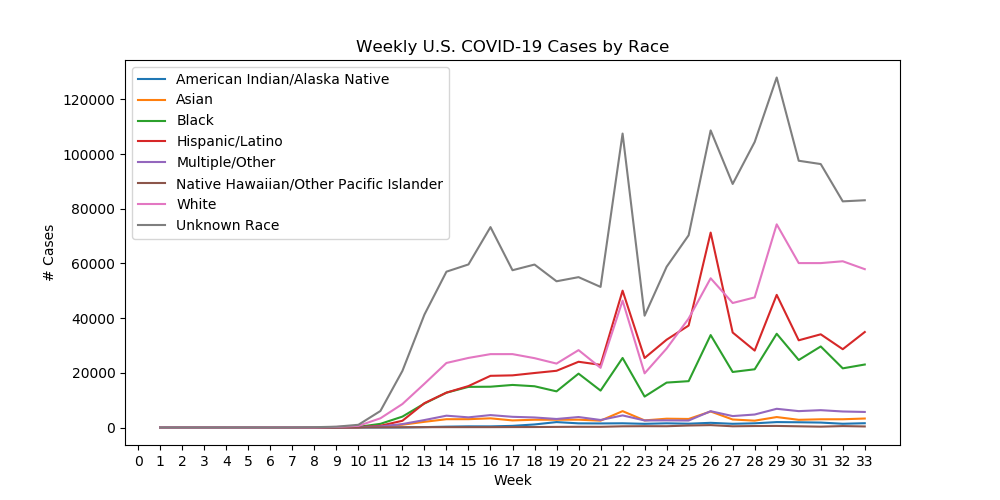 Weekly U.S. COVID-19 Cases by Race
American Indian/Alaska Native
Asian
Black
Hispanic/Latino
Multiple/Other
Native Hawaiian/Other Pacific Islander
White
Unknown Race
# Cases
120000
100000
80000
60000
40000
20000
0
0 1 2 3 4 5 6 7 8 9 10 11 12 13 14 15 16 17 18 19 20 21 22 23 24 25 26 27 28 29 30 31 32 33
Week